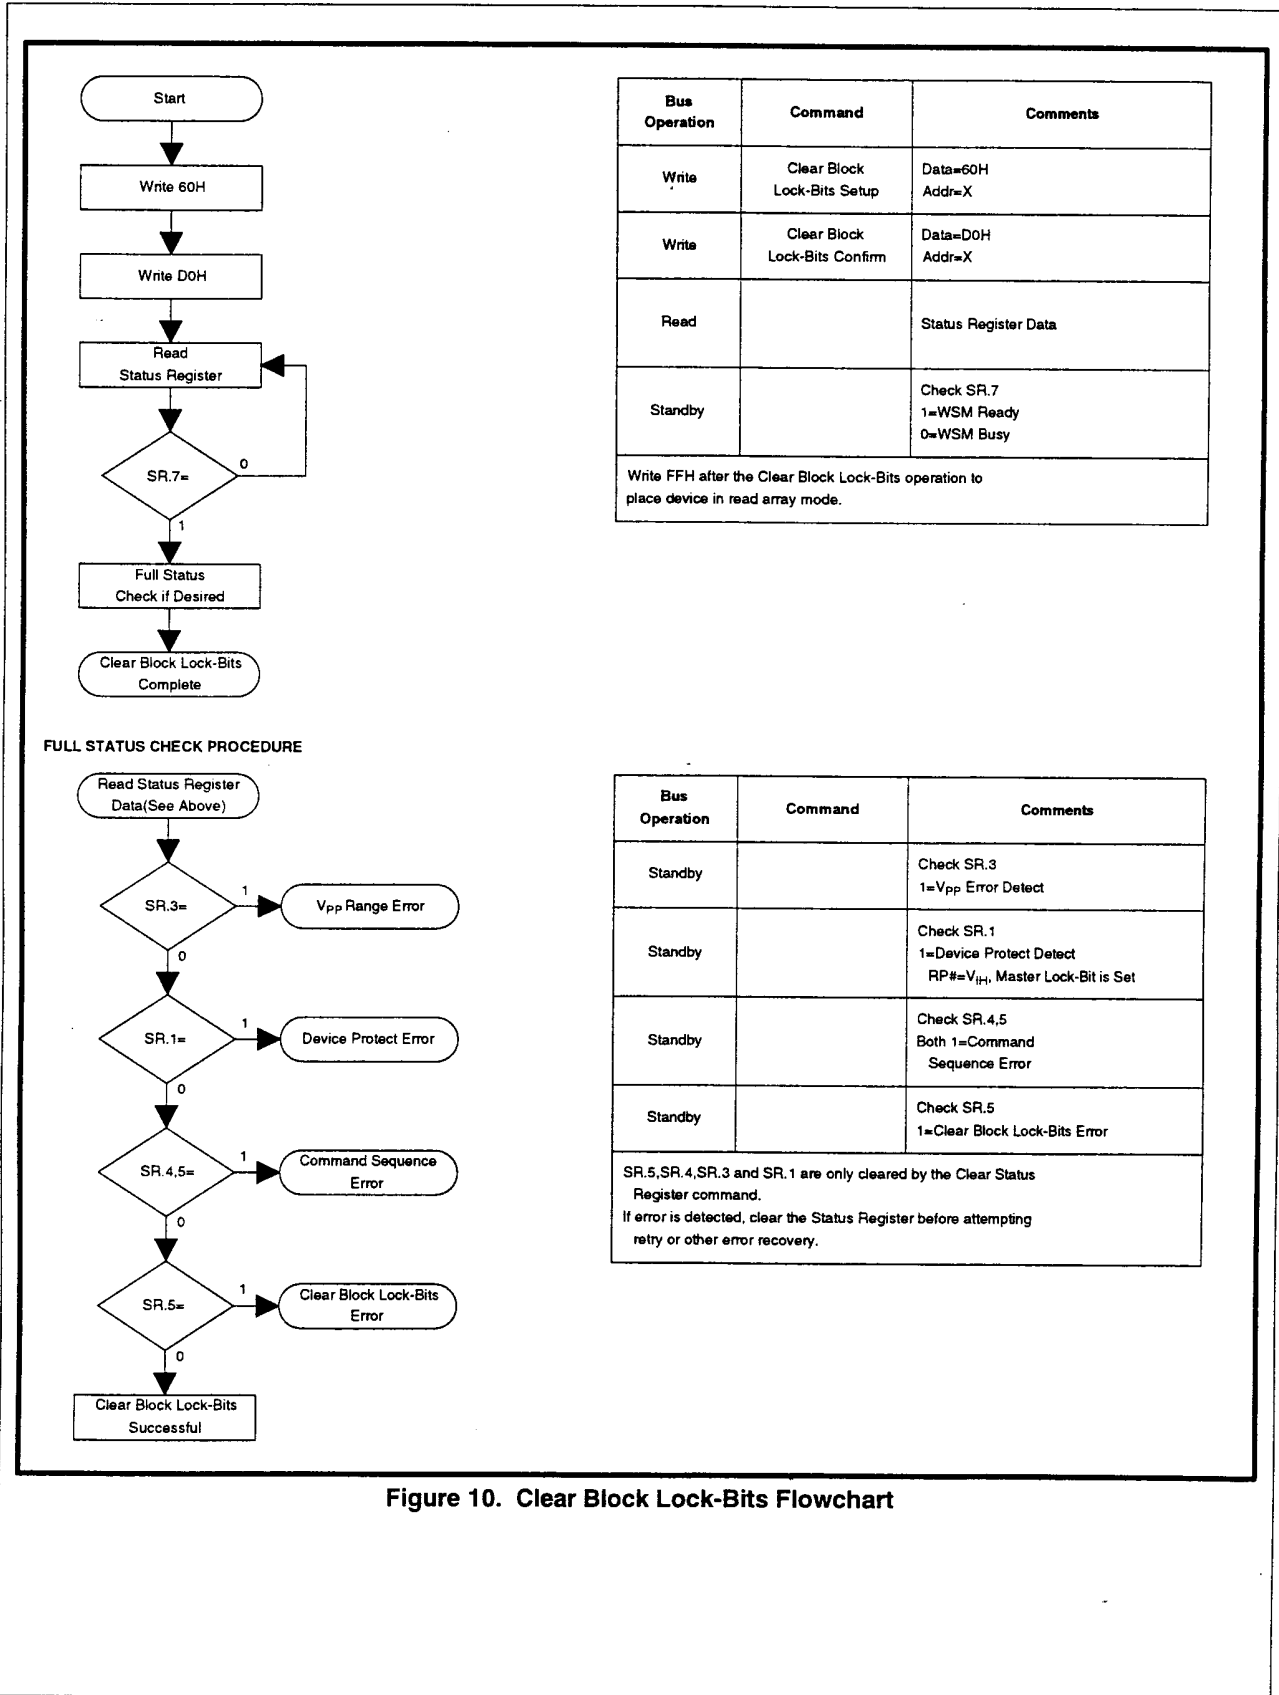 Start
Write 60H
Write D0H
Read
Status Register
SR.7=
0
1
Full Status
Check if Desired
Clear Block Lock-Bits
Complete
Bus
Operation
Command
Comments
Write
Clear Block
Lock-Bits Setup
Data=60H
Addr=X
Write
Clear Block
Lock-Bits Confirm
Data=D0H
Addr=X
Read
Status Register Data
Standby
Check SR.7
1=WSM Ready
0=WSM Busy
Write FFH after the Clear Block Lock-Bits operation to
place device in read array mode.
FULL STATUS CHECK PROCEDURE
Read Status Register
Data(See Above)
SR.3=
1
VPP Range Error
0
SR.1=
1
Device Protect Error
0
SR.4,5=
1
Command Sequence
Error
0
SR.5=
1
Clear Block Lock-Bits
Error
0
Clear Block Lock-Bits
Successful
Bus
Operation
Command
Comments
Standby
Check SR.3
1=VPP Error Detect
Standby
Check SR.1
1=Device Protect Detect
RP#=VIH, Master Lock-Bit is Set
Standby
Check SR.4,5
Both 1=Command
Sequence Error
Standby
Check SR.5
1=Clear Block Lock-Bits Error
SR.5,SR.4,SR.3 and SR.1 are only cleared by the Clear Status
Register command.
If error is detected, clear the Status Register before attempting
retry or other error recovery.
Figure 10. Clear Block Lock-Bits Flowchart